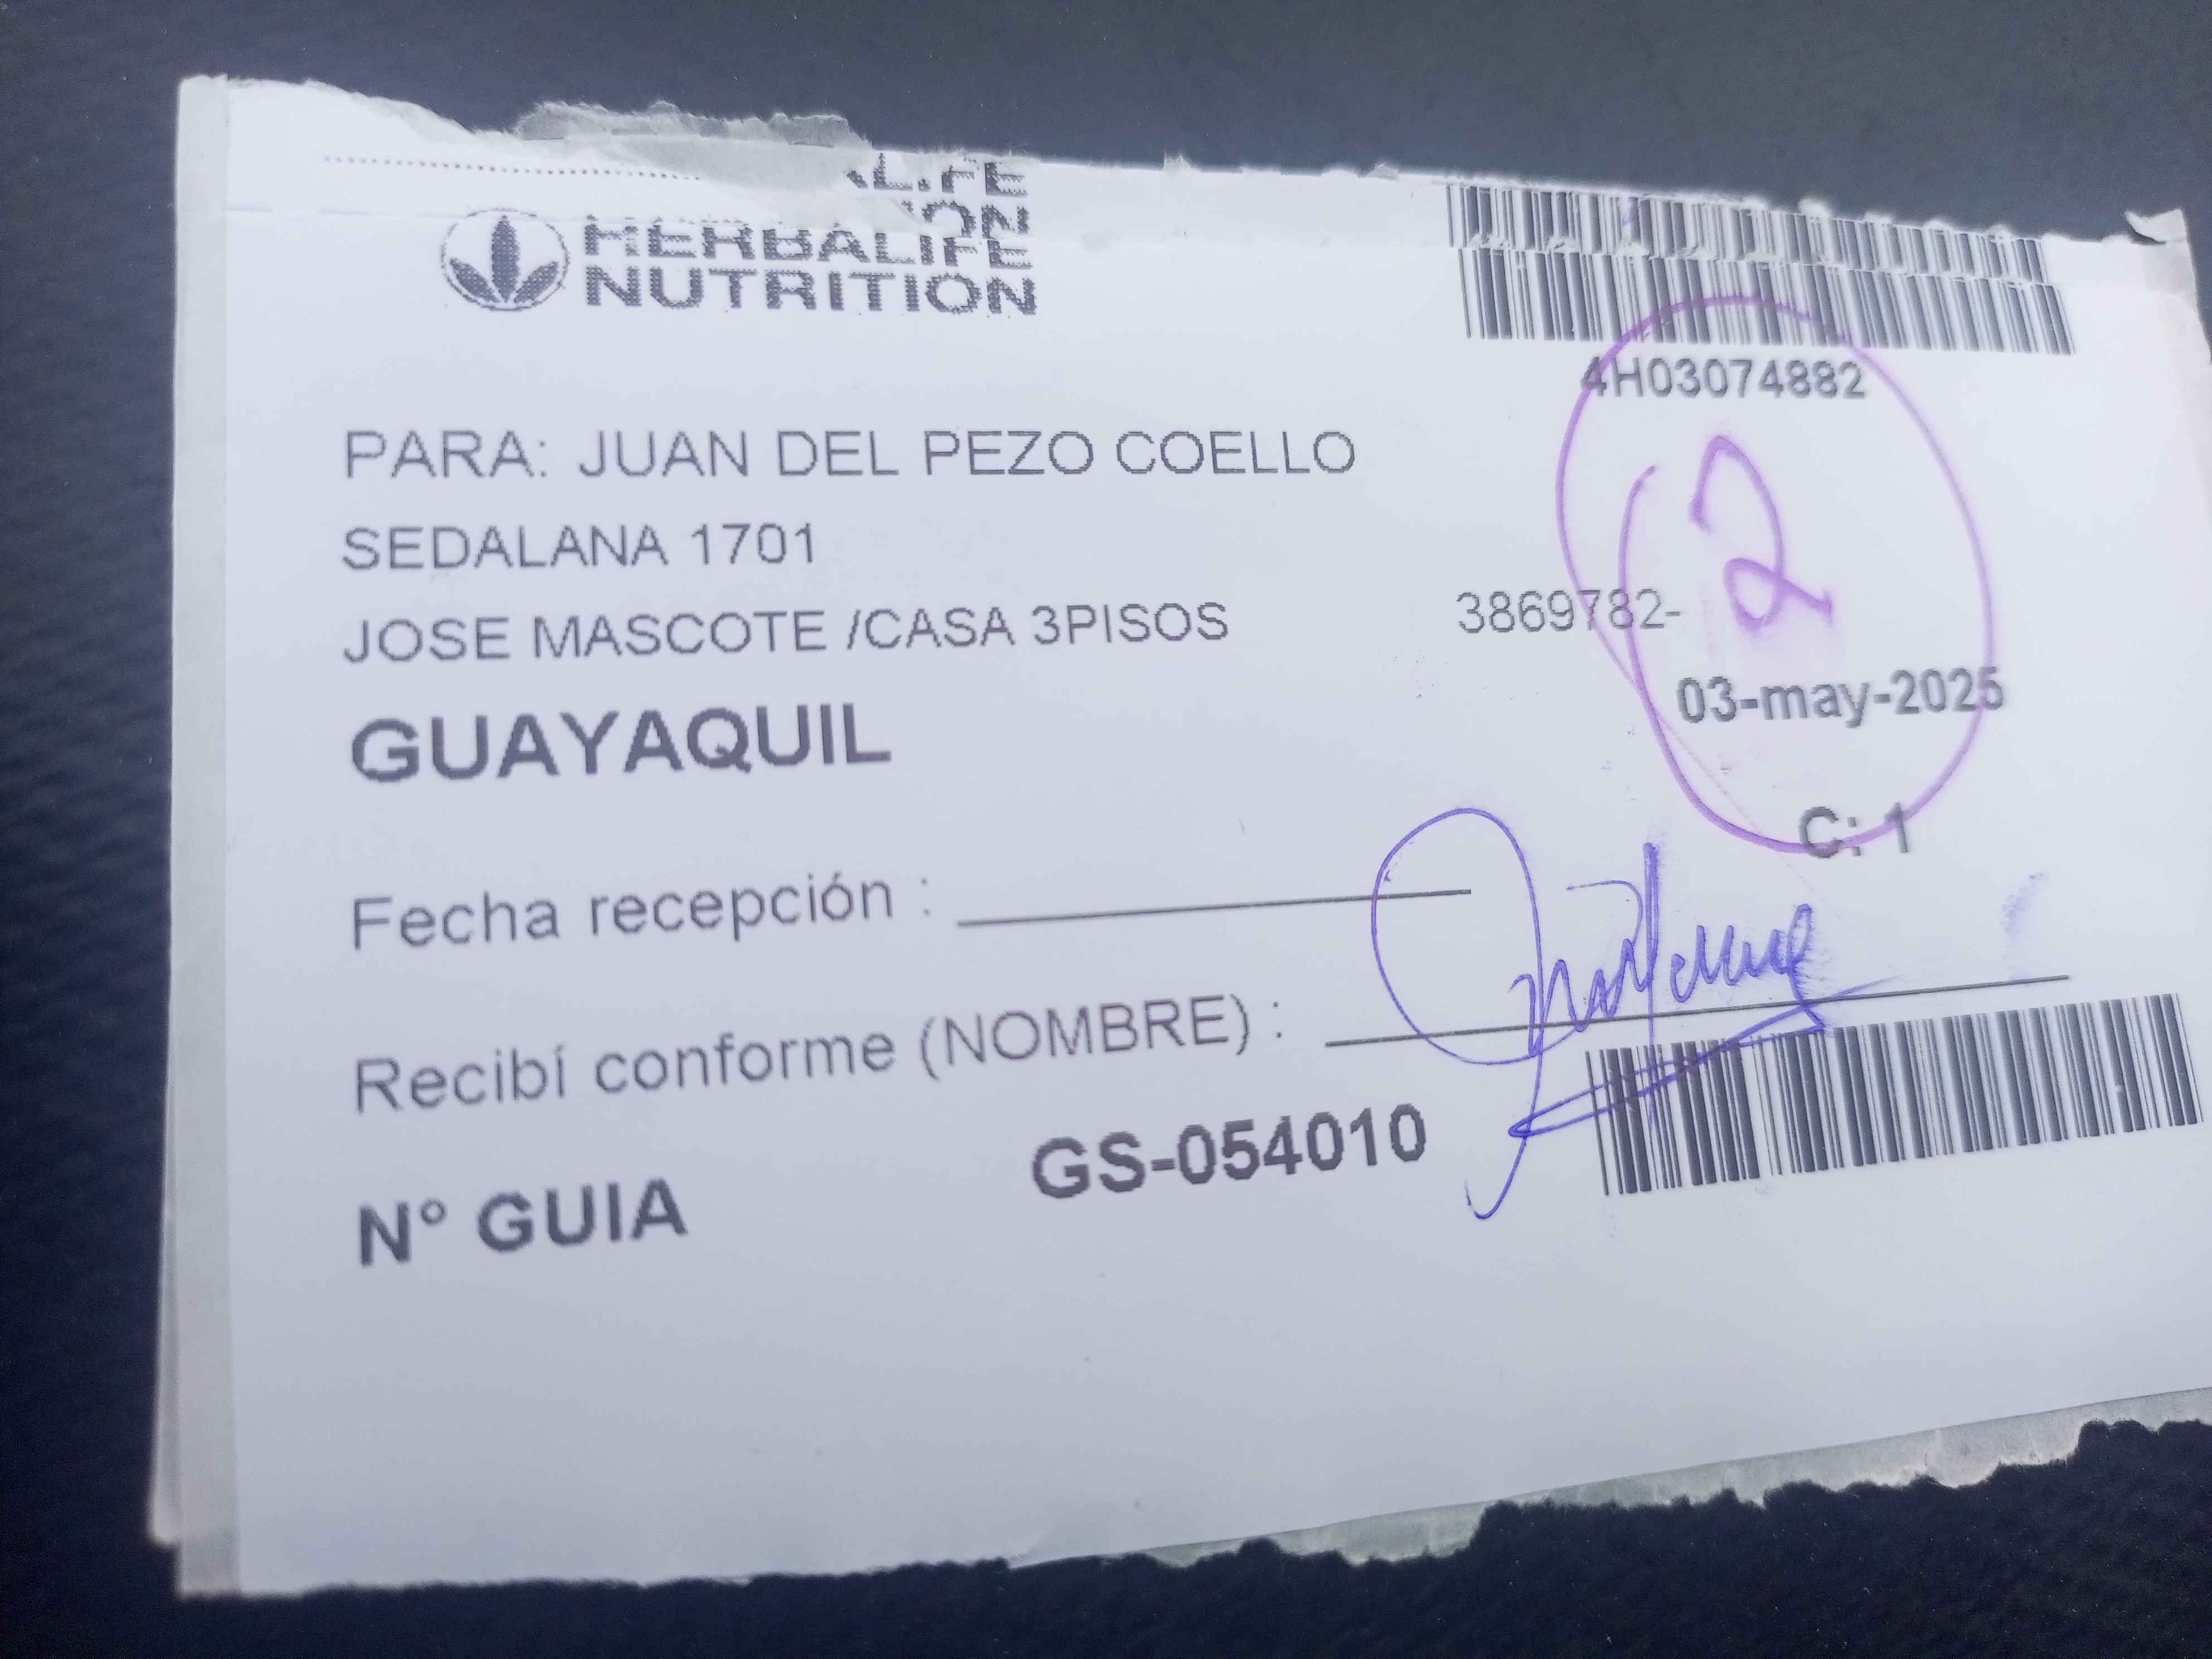 HERBALIFE
NUTRITION
4H03074882
PARA: JUAN DEL PEZO COELLO
2
SEDALANA 1701
JOSE MASCOTE /CASA 3PISOS
3869782-
03-may-2025
GUAYAQUIL
C: 1
Fecha recepción :
Recibí conforme (NOMBRE) :
N° GUIA
GS-054010